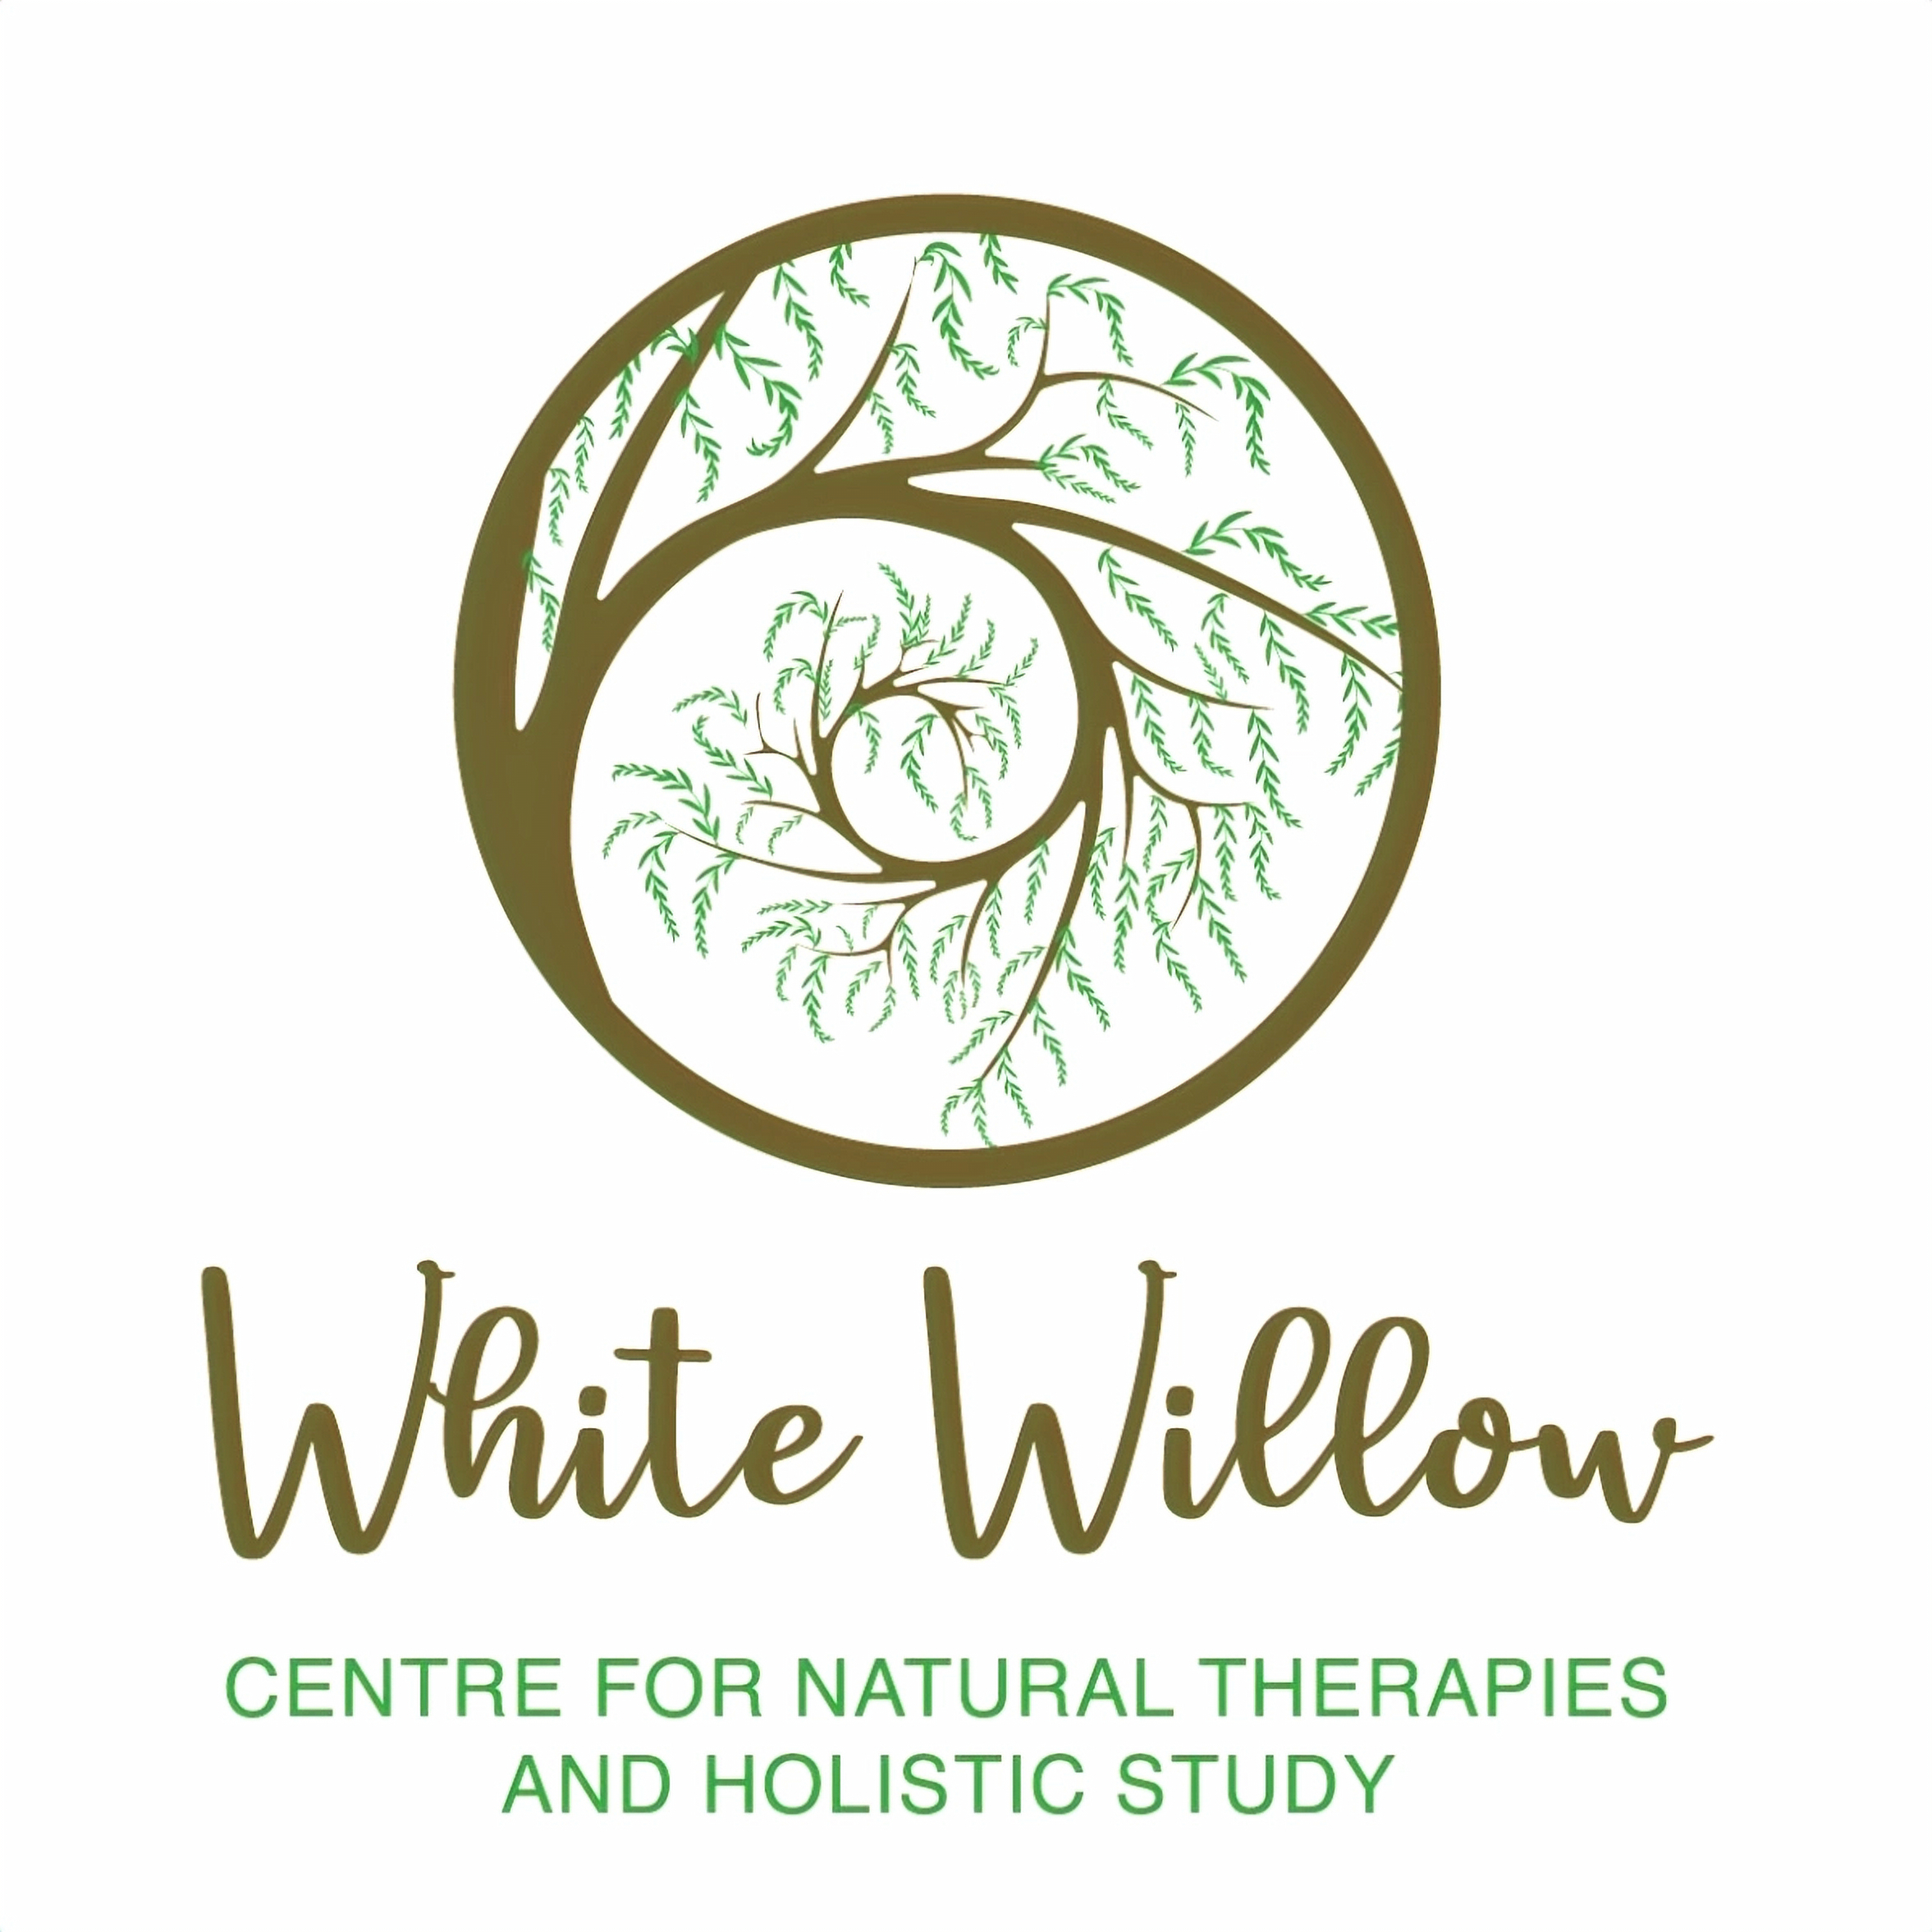 White Willow
CENTRE FOR NATURAL THERAPIES
AND HOLISTIC STUDY